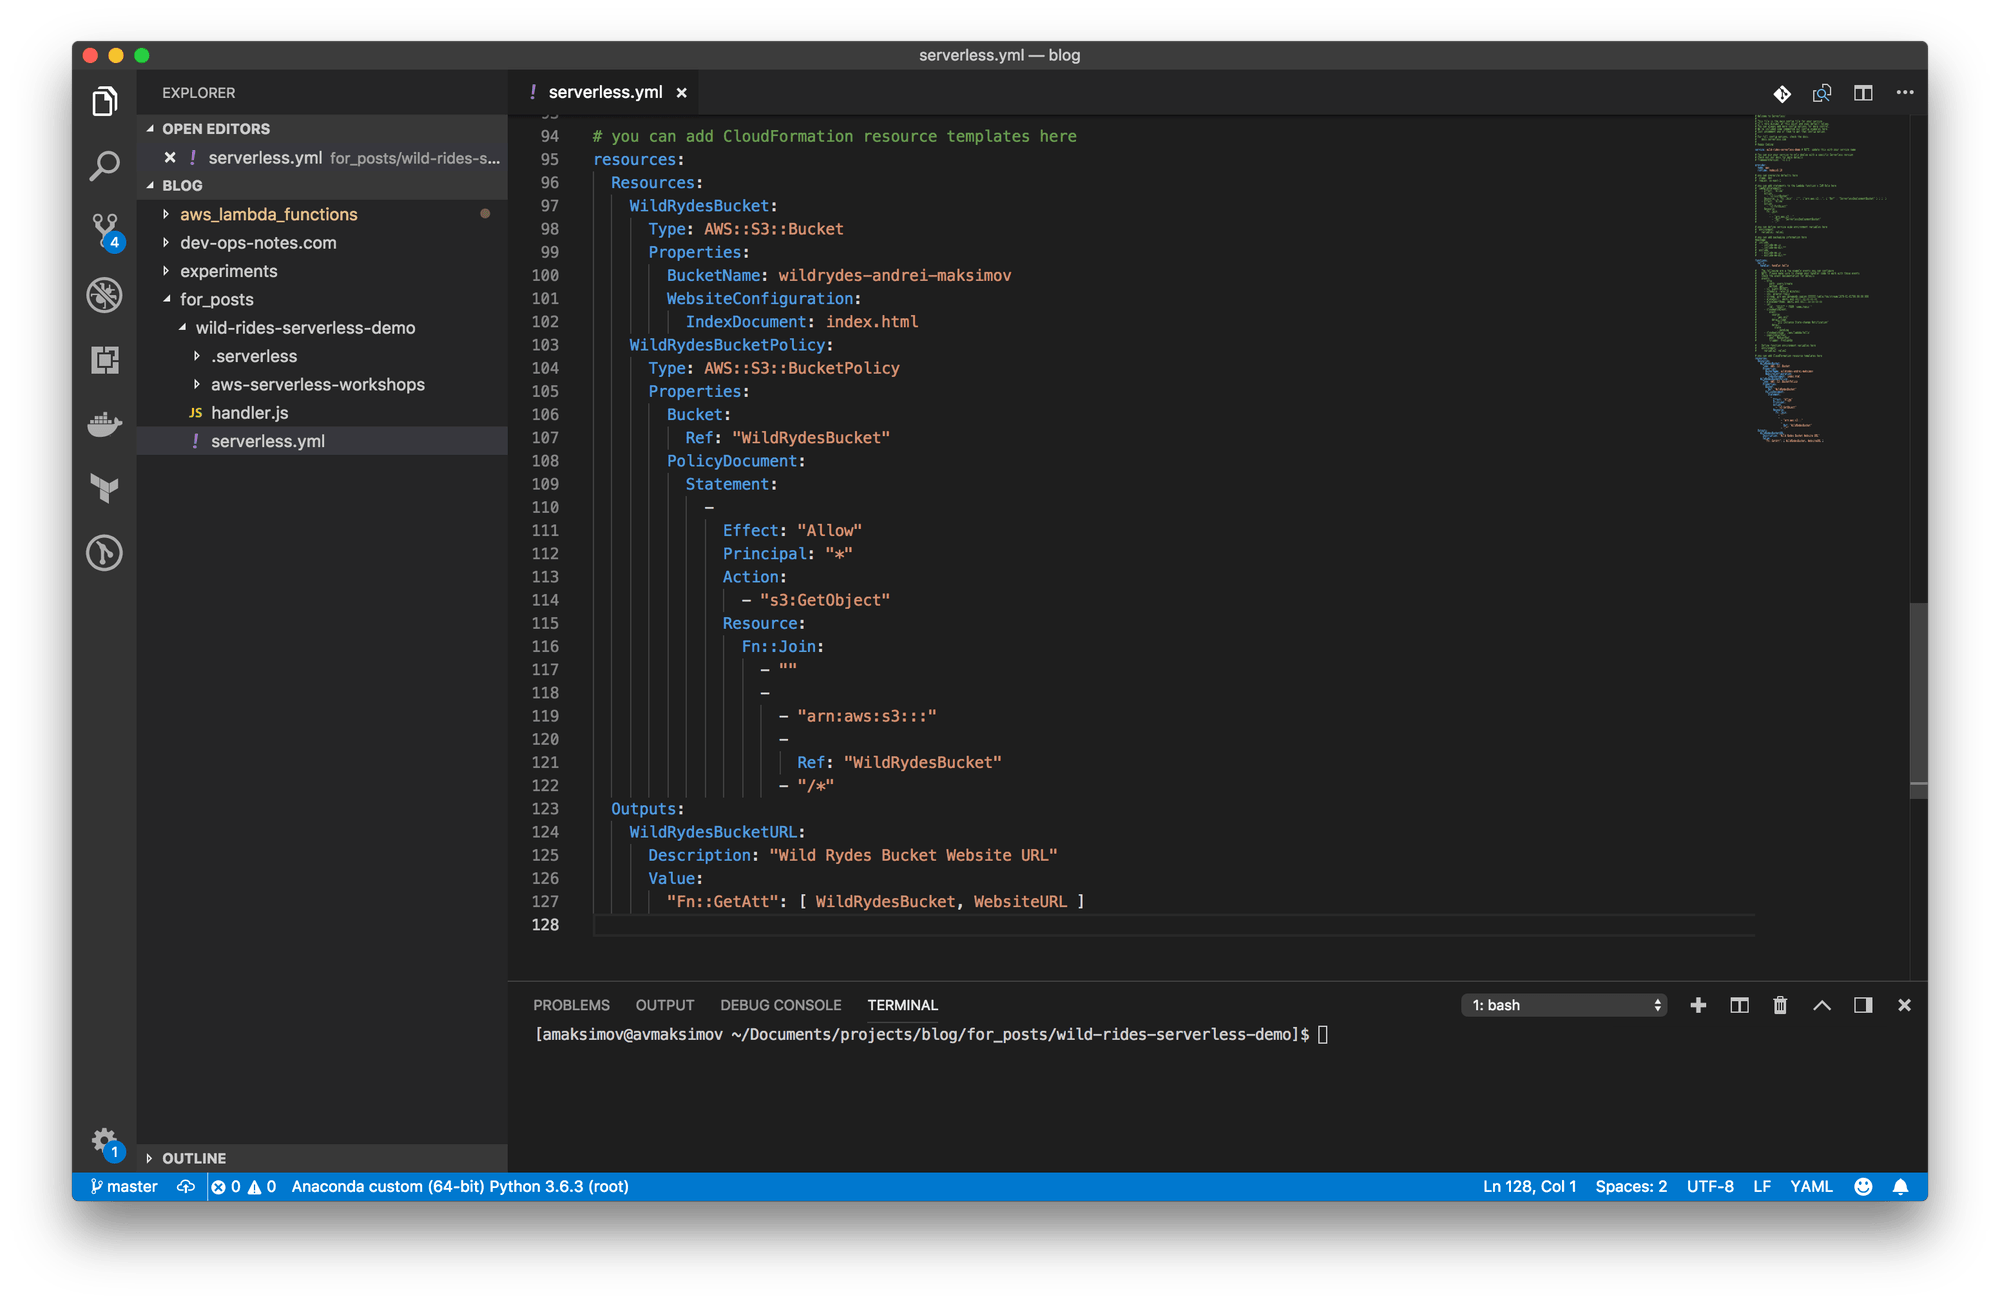 serverless.yml — blog
EXPLORER
OPEN EDITORS
serverless.yml for_posts/wild-rides-s...
BLOG
aws_lambda_functions
dev-ops-notes.com
experiments
for_posts
wild-rides-serverless-demo
.serverless
aws-serverless-workshops
JS handler.js
! serverless.yml
4
1
OUTLINE
! serverless.yml
94 # you can add CloudFormation resource templates here
95 resources:
96 Resources:
97 WildRydesBucket:
98 Type: AWS::S3::Bucket
99 Properties:
100 BucketName: wildrydes-andrei-maksimov
101 WebsiteConfiguration:
102 IndexDocument: index.html
103 WildRydesBucketPolicy:
104 Type: AWS::S3::BucketPolicy
105 Properties:
106 Bucket:
107 Ref: "WildRydesBucket"
108 PolicyDocument:
109 Statement:
110 -
111 Effect: "Allow"
112 Principal: "*"
113 Action:
114 - "s3:GetObject"
115 Resource:
116 Fn::Join:
117 - ""
118 -
119 - "arn:aws:s3:::"
120 -
121 Ref: "WildRydesBucket"
122 - "/*"
123 Outputs:
124 WildRydesBucketURL:
125 Description: "Wild Rydes Bucket Website URL"
126 Value:
127 "Fn::GetAtt": [ WildRydesBucket, WebsiteURL ]
128
PROBLEMS OUTPUT DEBUG CONSOLE TERMINAL 1: bash
[amaksimov@avmaksimov ~/Documents/projects/blog/for_posts/wild-rides-serverless-demo]$
master 0 0 Anaconda custom (64-bit) Python 3.6.3 (root) Ln 128, Col 1 Spaces: 2 UTF-8 LF YAML